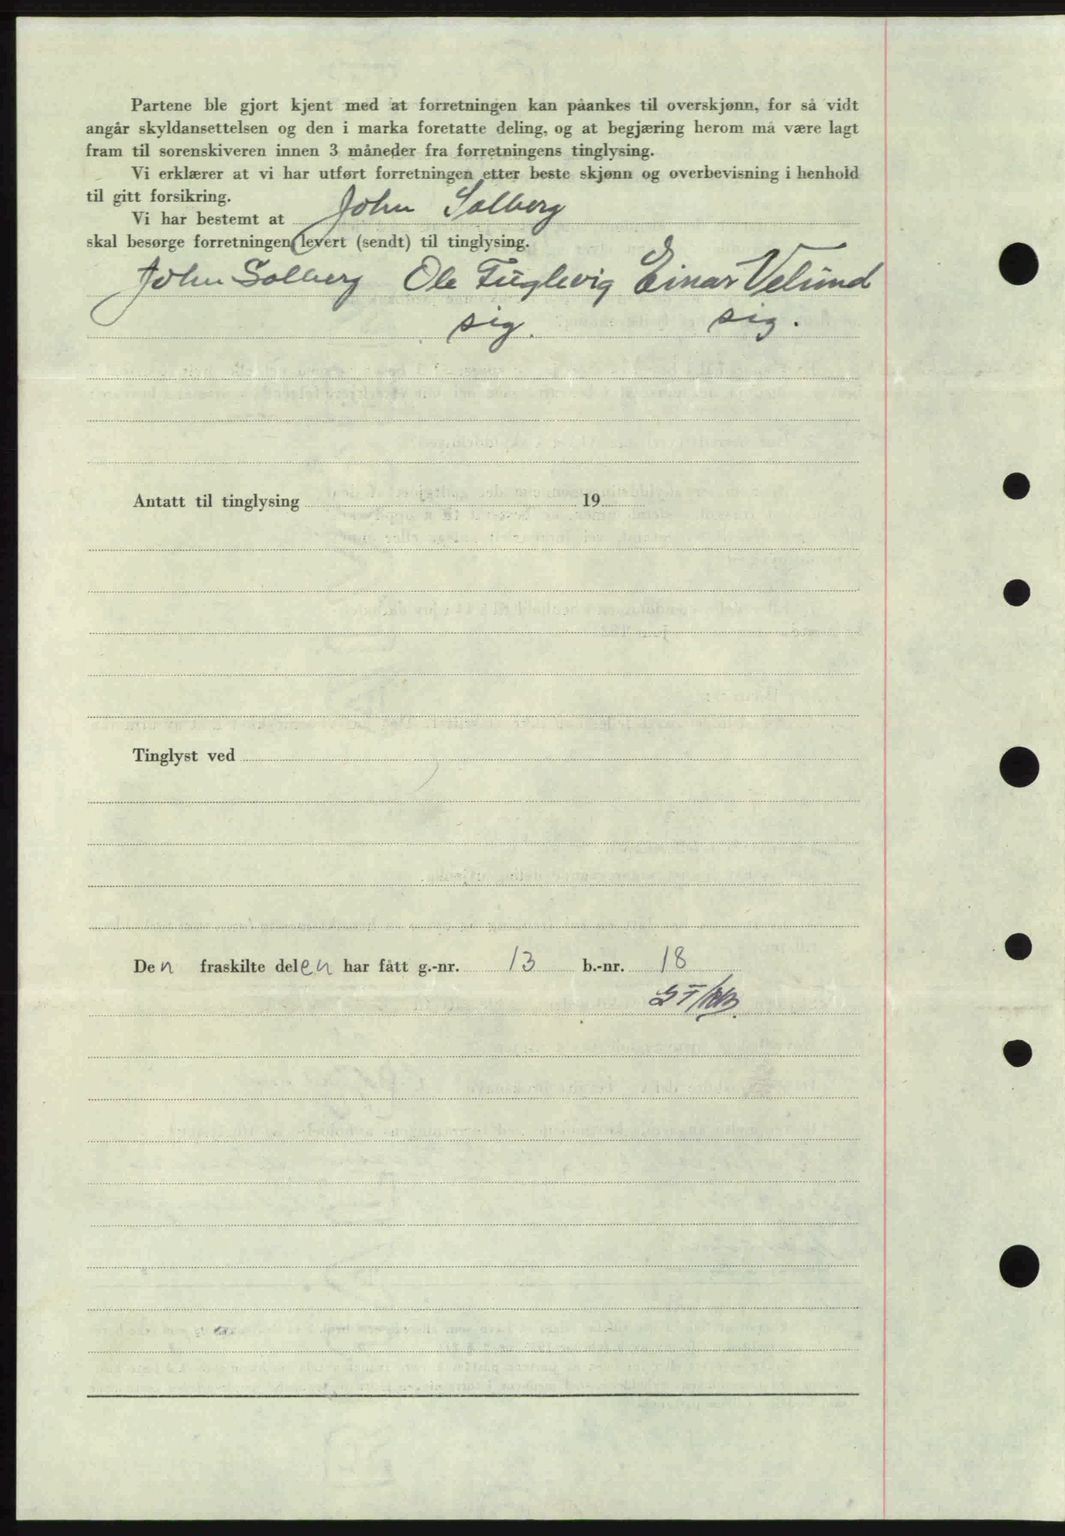 Partene ble gjort kjent med at forretningen kan påankes til overskjønn, for så vidt
angår skyldansettelsen og den i marka foretatte deling, og at begjæring herom må være lagt
fram til sorenskiveren innen 3 måneder fra forretningens tinglysing.
Vi erklærer at vi har utført forretningen etter beste skjønn og overbevisning i henhold
til gitt forsikring.
Vi har bestemt at John Solberg
skal besørge forretningen levert (sendt) til tinglysing.
John Solberg Ole Fuglevig Einar Velund
sig. sig.
Antatt til tinglysing 19
Tinglyst ved
Den fraskilte delen har fått g.-nr. 13 b.-nr. 18